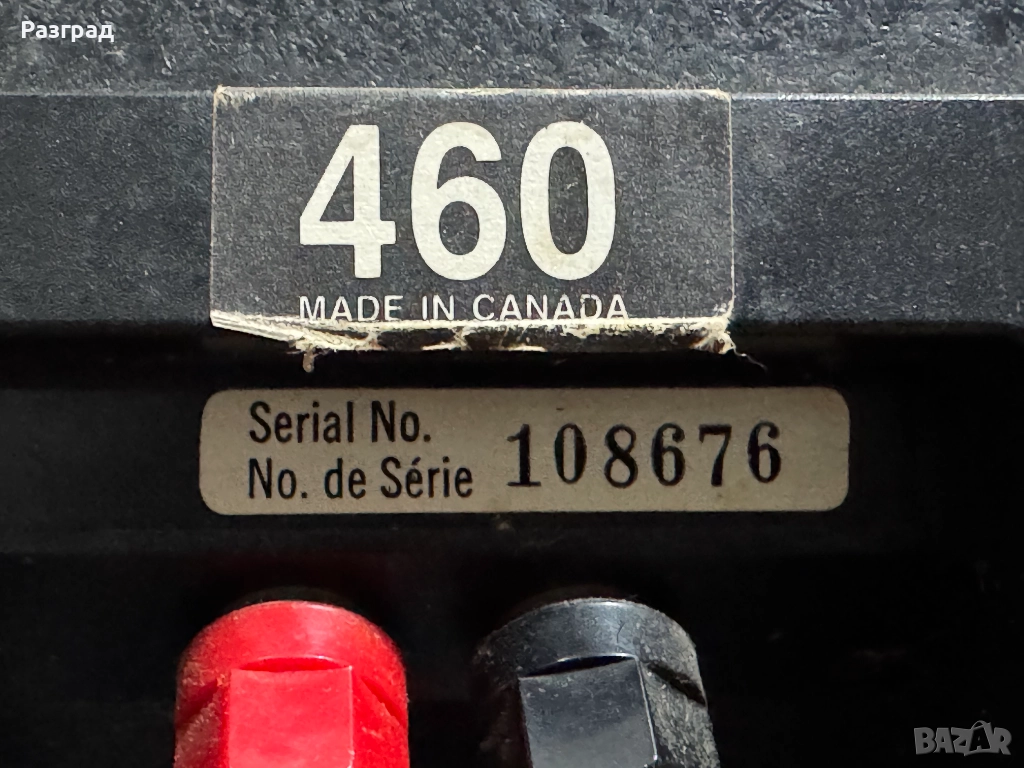 Разград
460
MADE IN CANADA
Serial No.
No. de Série 108676
BAZAR